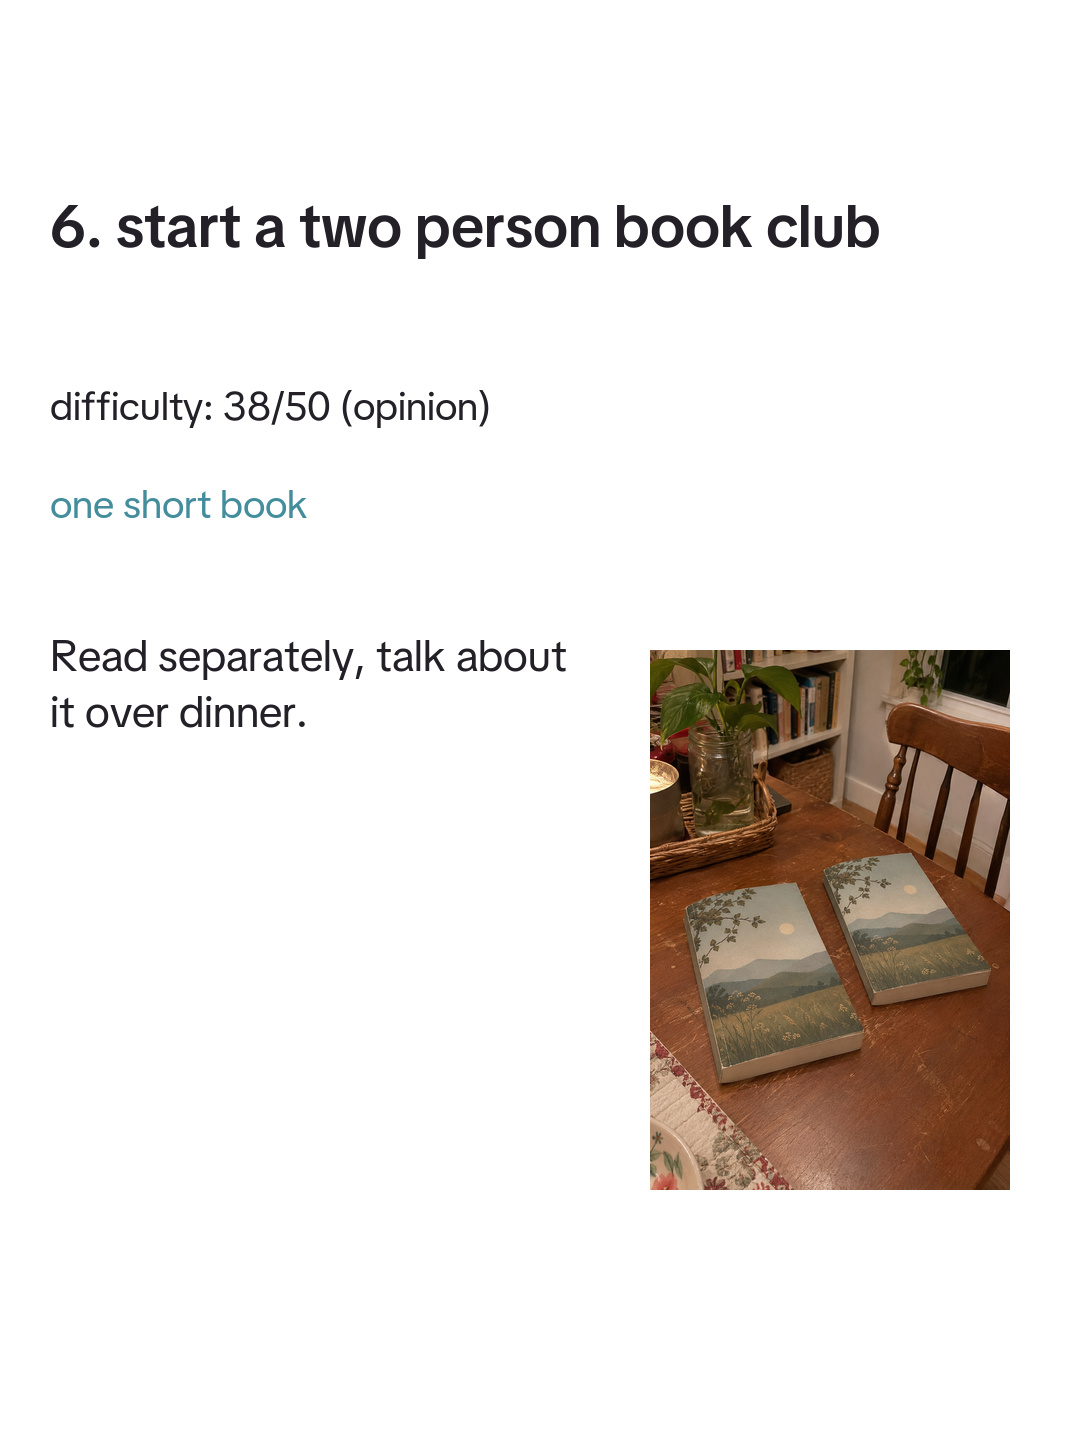 6. start a two person book club
difficulty: 38/50 (opinion)
one short book
Read separately, talk about
it over dinner.